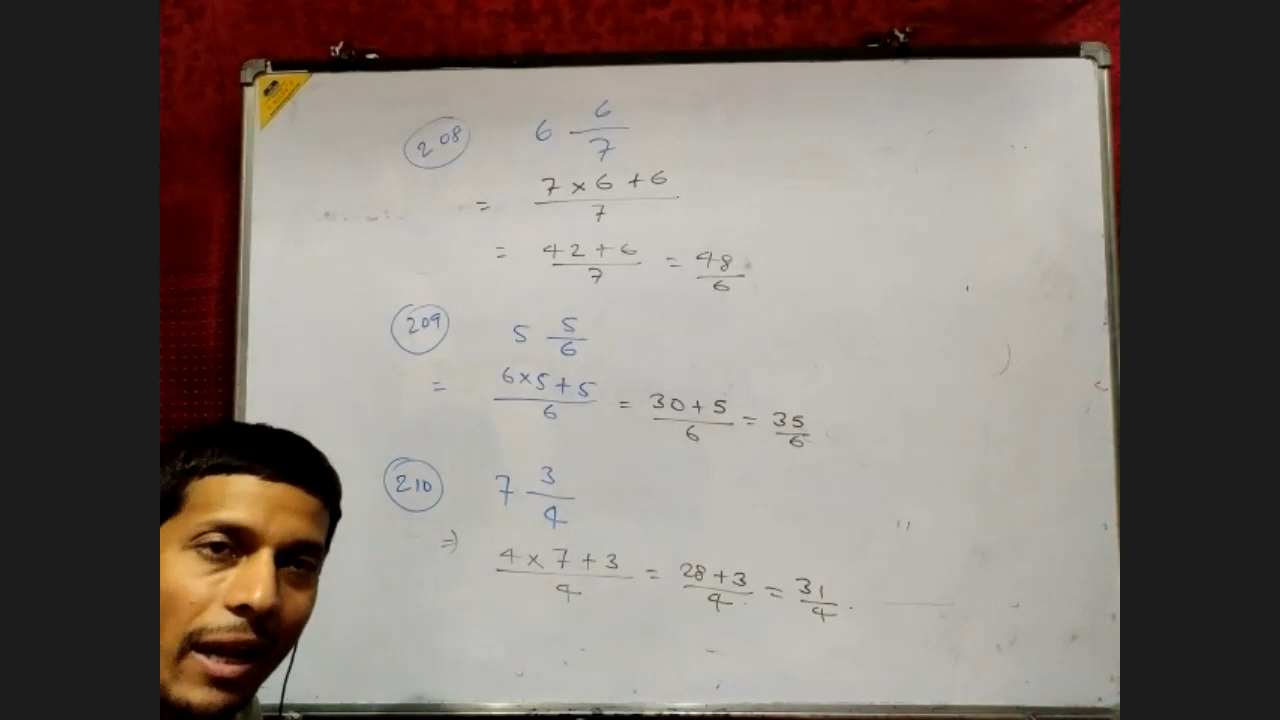 208 6 6/7
= 7 × 6 + 6 / 7
= 42 + 6 / 7 = 48/6
209 5 5/6
= 6×5+5 / 6 = 30+5 / 6 = 35/6
210 7 3/4
⇒ 4 × 7 + 3 / 4 = 28+3 / 4 = 31/4.